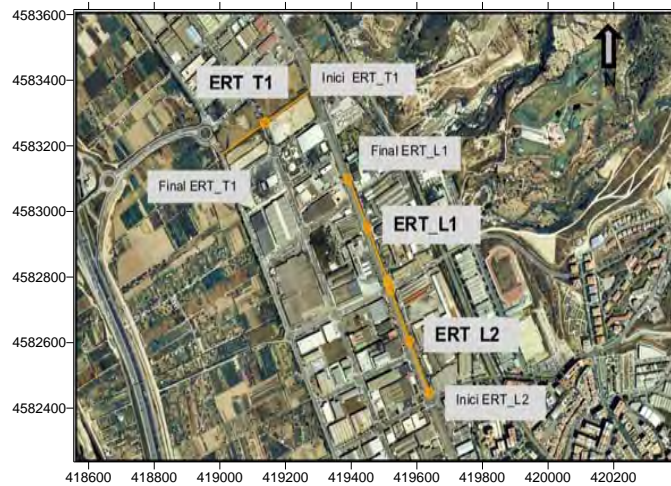 4583600
4583400
4583200
4583000
4582800
4582600
4582400
418600 418800 419000 419200 419400 419600 419800 420000 420200
ERT T1
Inici ERT_T1
N
Final ERT_L1
Final ERT_T1
ERT_L1
ERT L2
Inici ERT_L2